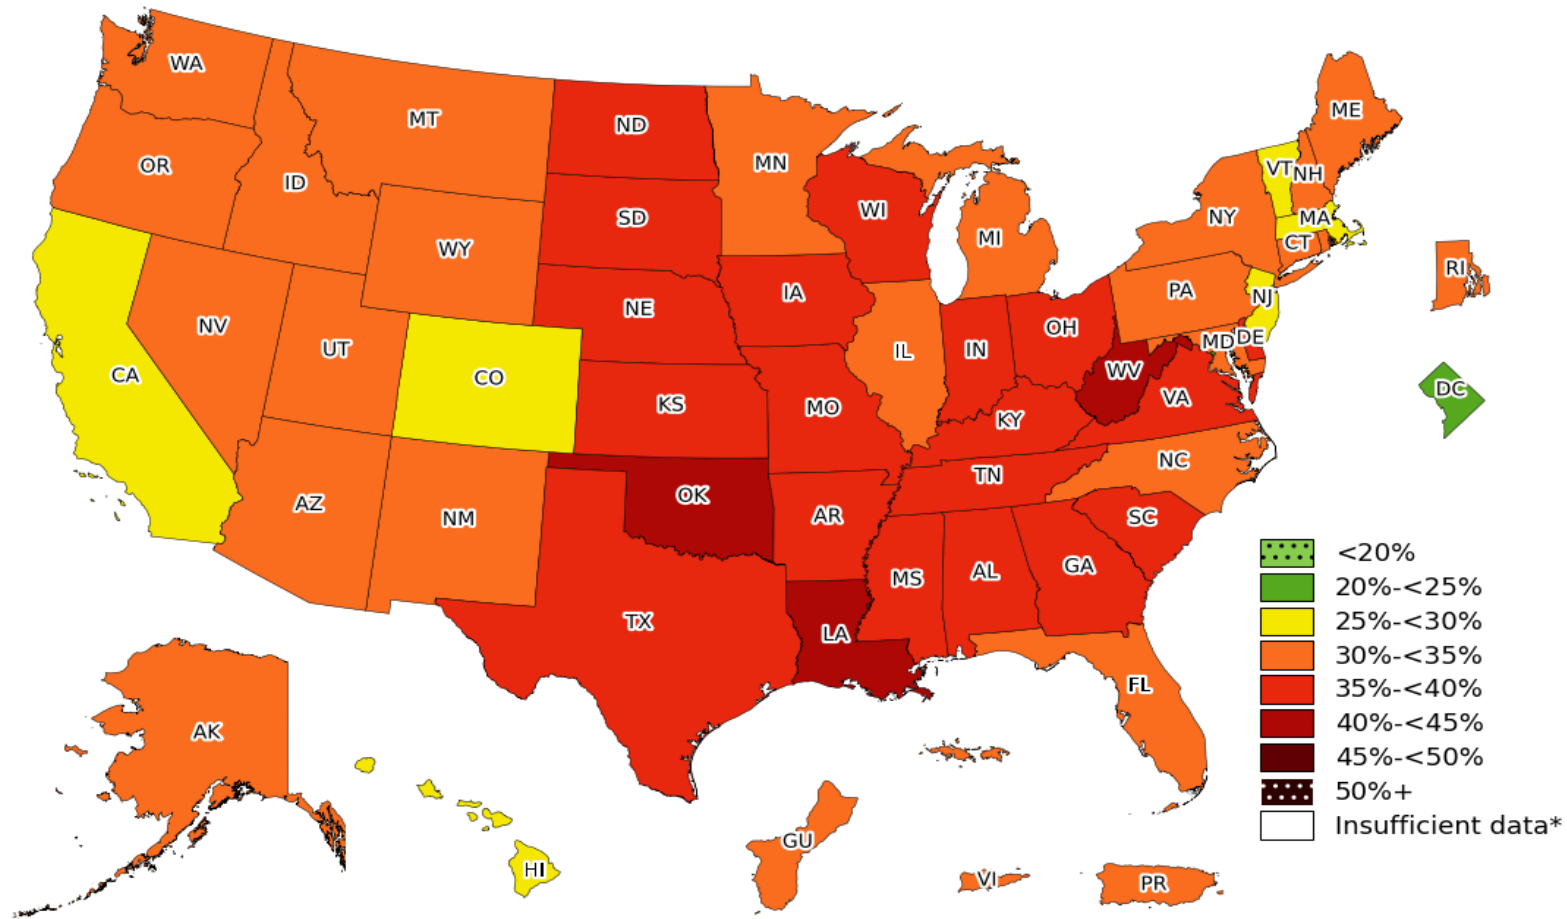 WA
MT
ND
MN
ME
OR
ID
SD
WI
VT
NH
NY
MA
CT
MI
WY
NE
IA
PA
NJ
RI
NV
UT
CO
CA
IL
IN
OH
MD
DE
WV
VA
DC
KS
MO
KY
AZ
NM
OK
AR
TN
NC
SC
MS
AL
GA
TX
LA
FL
AK
HI
GU
VI
PR
<20%
20%-<25%
25%-<30%
30%-<35%
35%-<40%
40%-<45%
45%-<50%
50%+
Insufficient data*